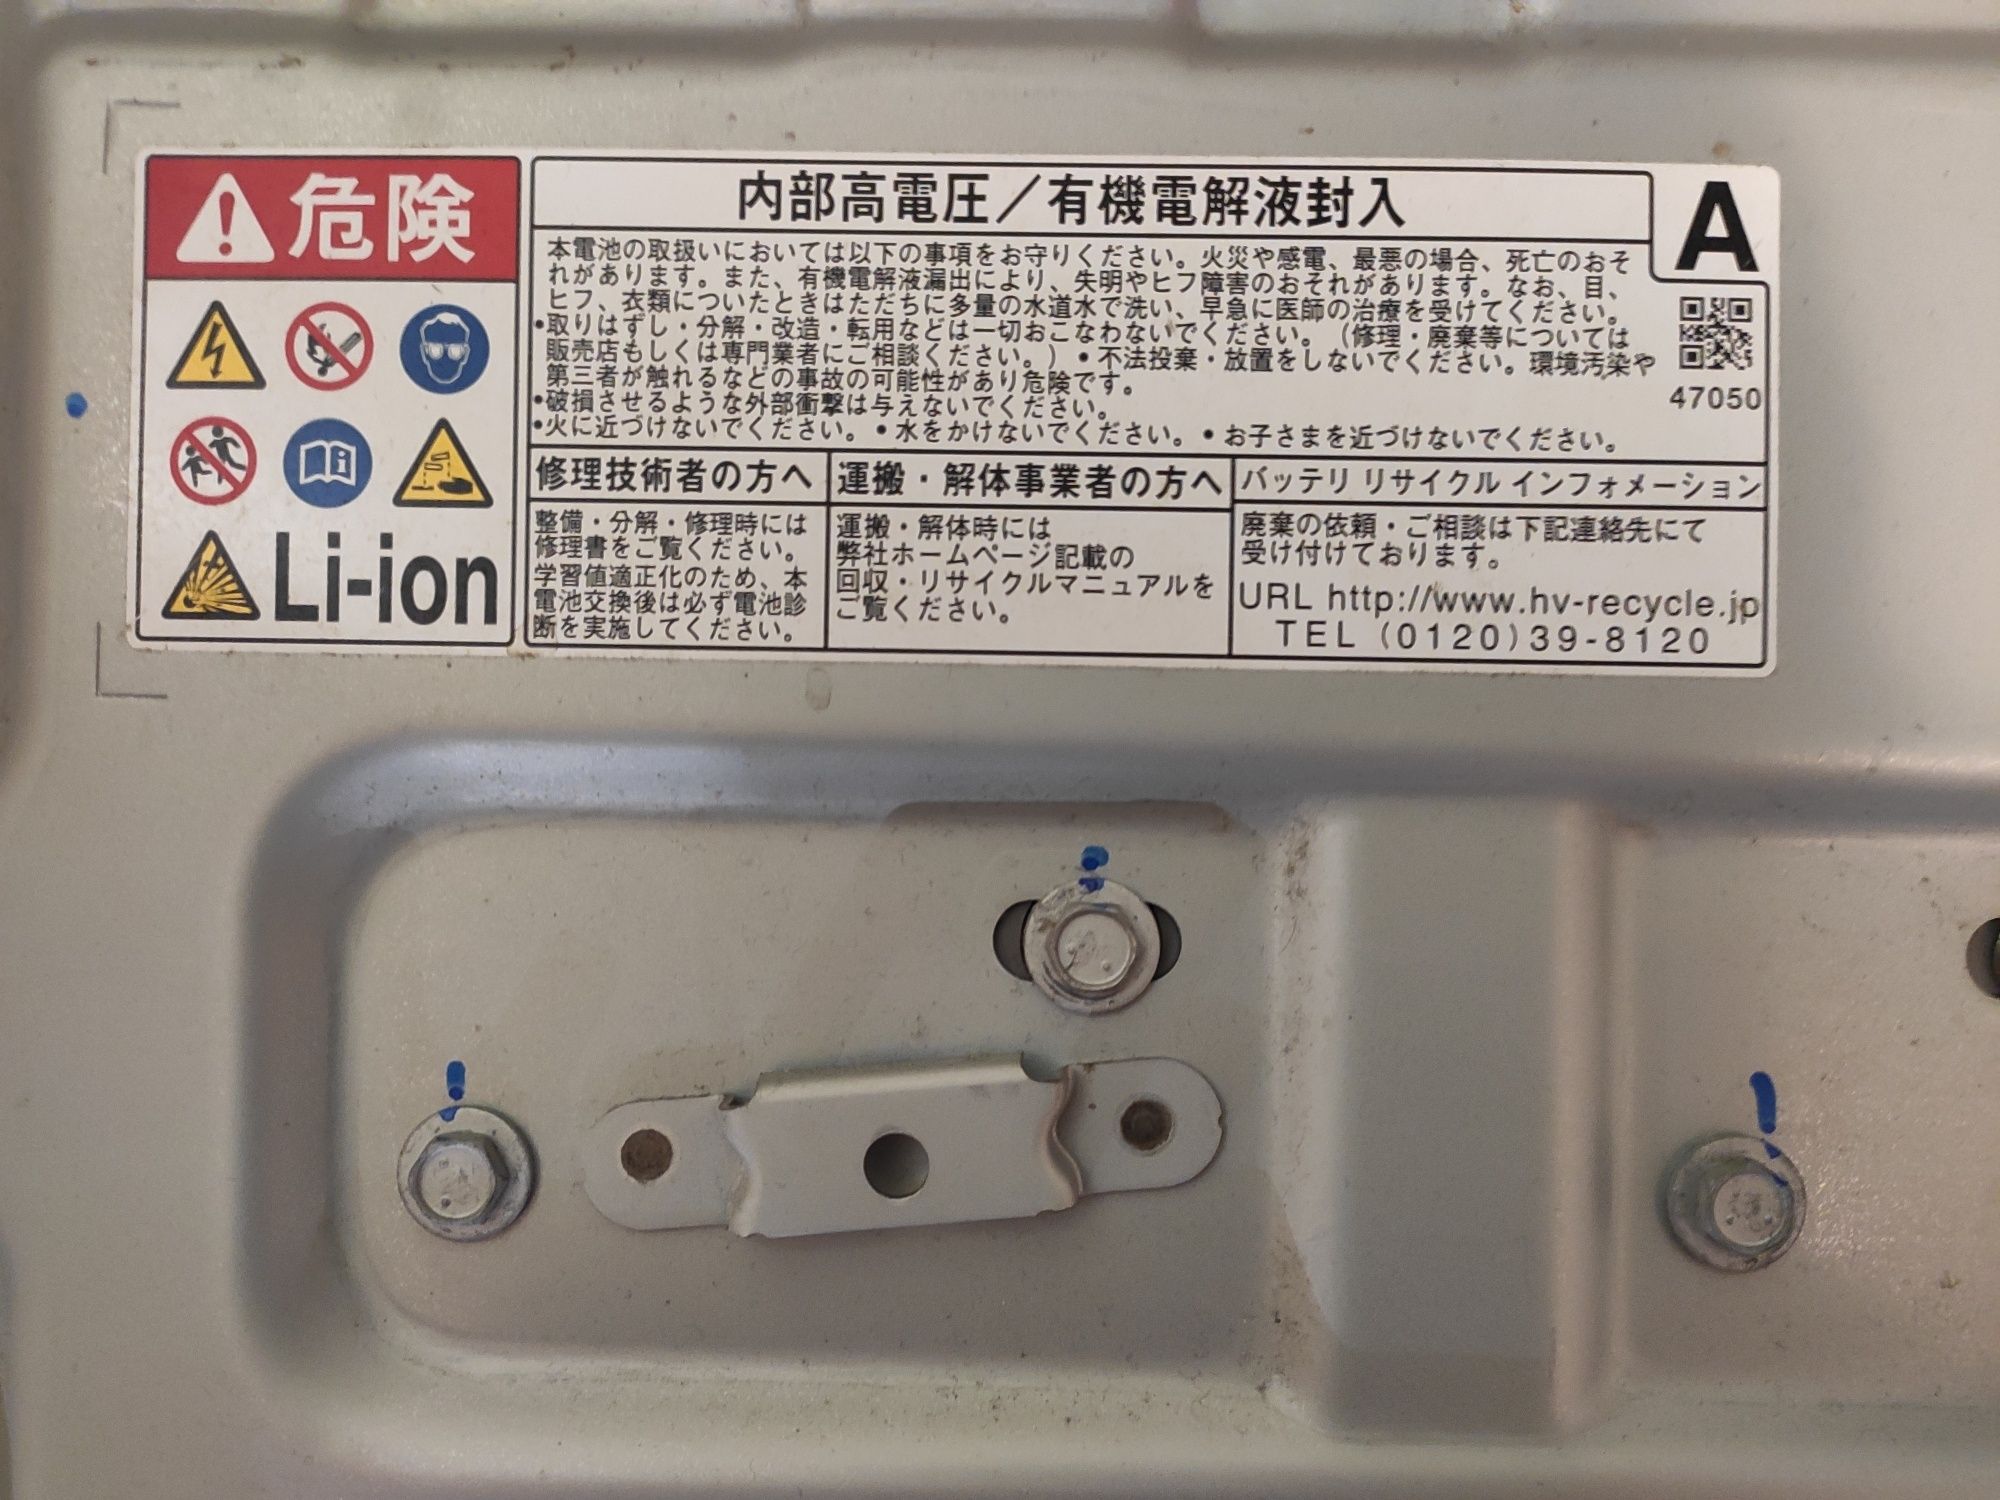 危険
Li-ion
内部高電圧／有機電解液封入
A
本電池の取扱いにおいては以下の事項をお守りください。火災や感電、最悪の場合、死亡のおそ
れがあります。また、有機電解液漏出により、失明やヒフ障害のおそれがあります。なお、目、
ヒフ、衣類についたときはただちに多量の水道水で洗い、早急に医師の治療を受けてください。
•取りはずし・分解・改造・転用などは一切おこなわないでください。（修理・廃棄等については
販売店もしくは専門業者にご相談ください。）•不法投棄・放置をしないでください。環境汚染や
第三者が触れるなどの事故の可能性があり危険です。
•破損させるような外部衝撃は与えないでください。
•火に近づけないでください。•水をかけないでください。•お子さまを近づけないでください。
47050
修理技術者の方へ
整備・分解・修理時には
修理書をご覧ください。
学習値適正化のため、本
電池交換後は必ず電池診
断を実施してください。
運搬・解体事業者の方へ
運搬・解体時には
弊社ホームページ記載の
回収・リサイクルマニュアルを
ご覧ください。
バッテリ リサイクル インフォメーション
廃棄の依頼・ご相談は下記連絡先にて
受け付けております。
URL http://www.hv-recycle.jp
TEL (0120)39-8120